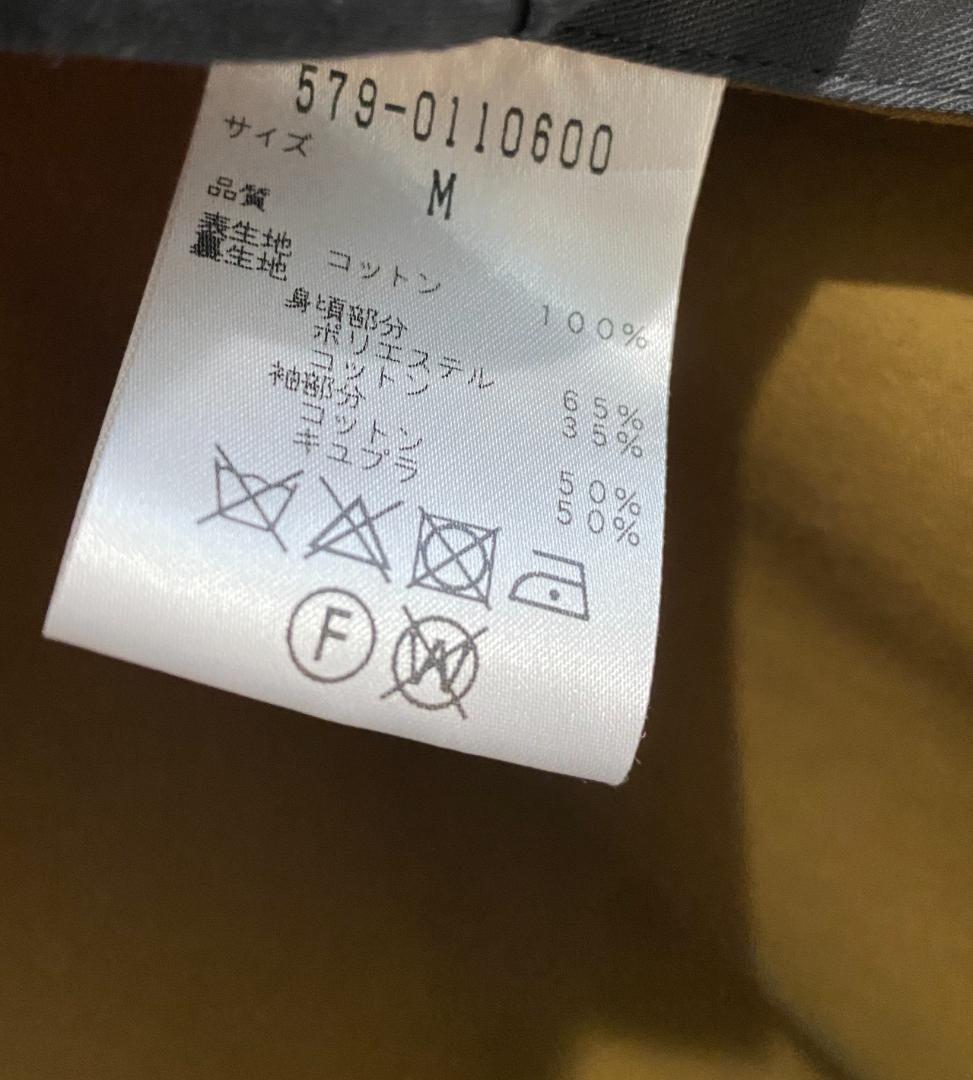 579-0110600
サイズ
M
品質
表生地 コットン 100%
裏生地
身頃部分
ポリエステル 65%
コットン 35%
袖部分
コットン 50%
キュプラ 50%
F
W